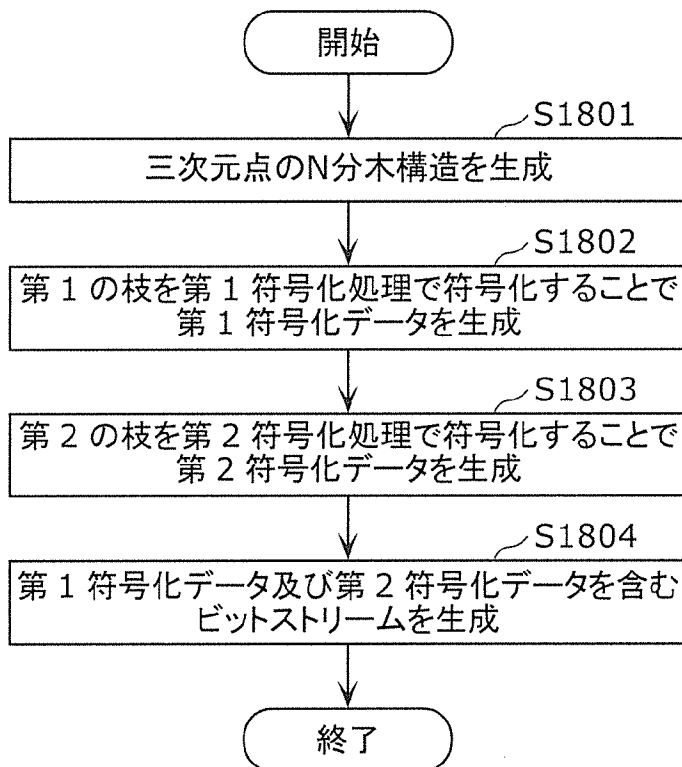 開始
S1801
三次元点のN分木構造を生成
S1802
第1の枝を第1符号化処理で符号化することで
第1符号化データを生成
S1803
第2の枝を第2符号化処理で符号化することで
第2符号化データを生成
S1804
第1符号化データ及び第2符号化データを含む
ビットストリームを生成
終了